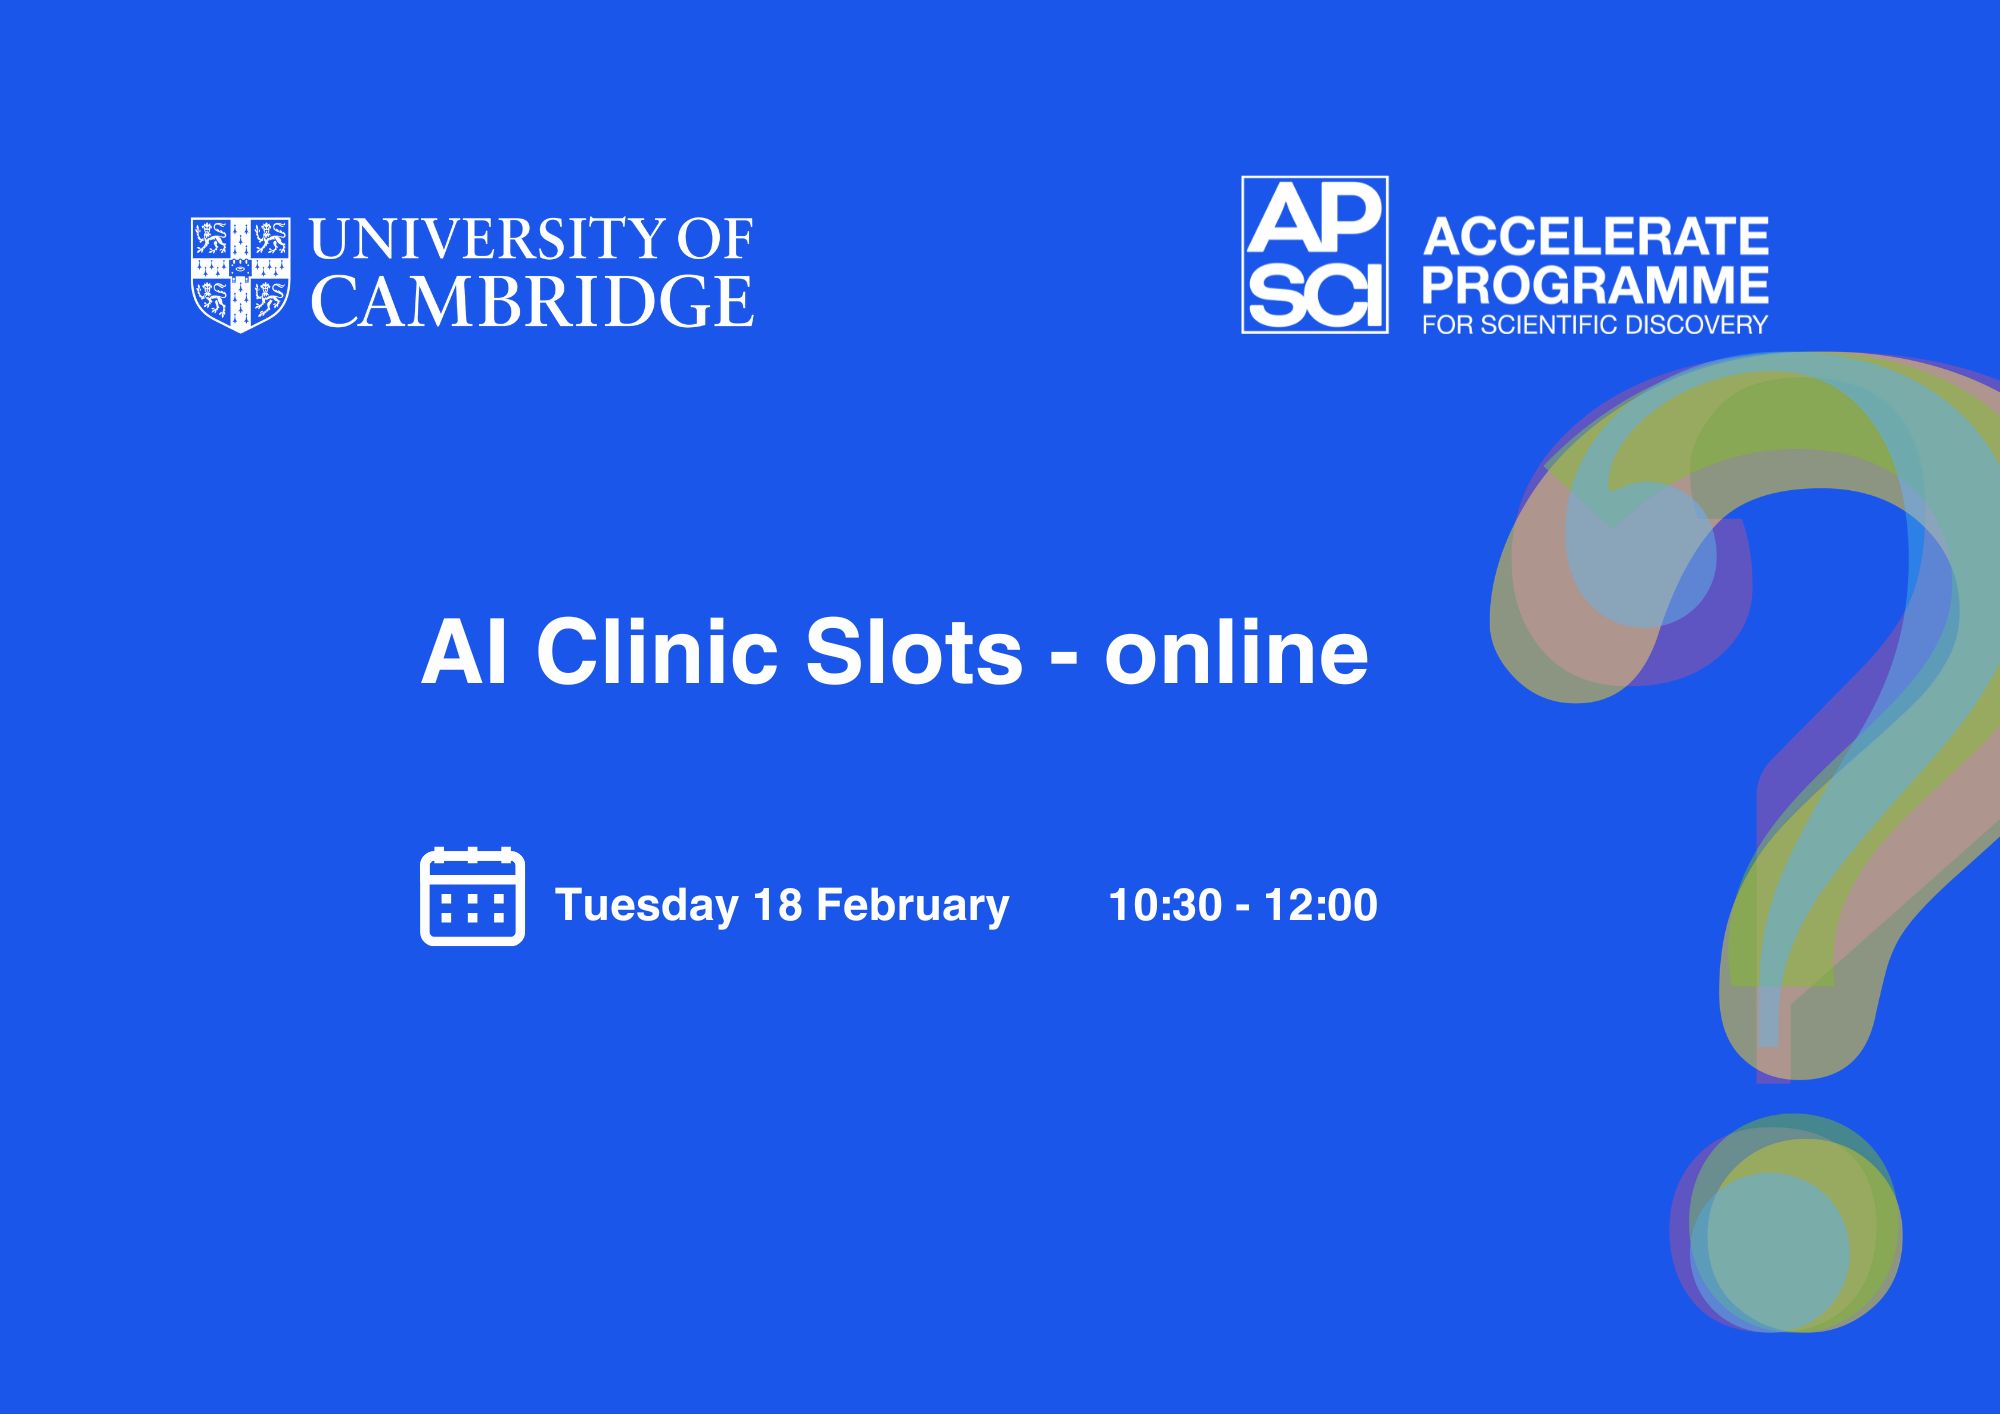 UNIVERSITY OF
CAMBRIDGE
AP
SCI
ACCELERATE
PROGRAMME
FOR SCIENTIFIC DISCOVERY
AI Clinic Slots - online
Tuesday 18 February 10:30 - 12:00